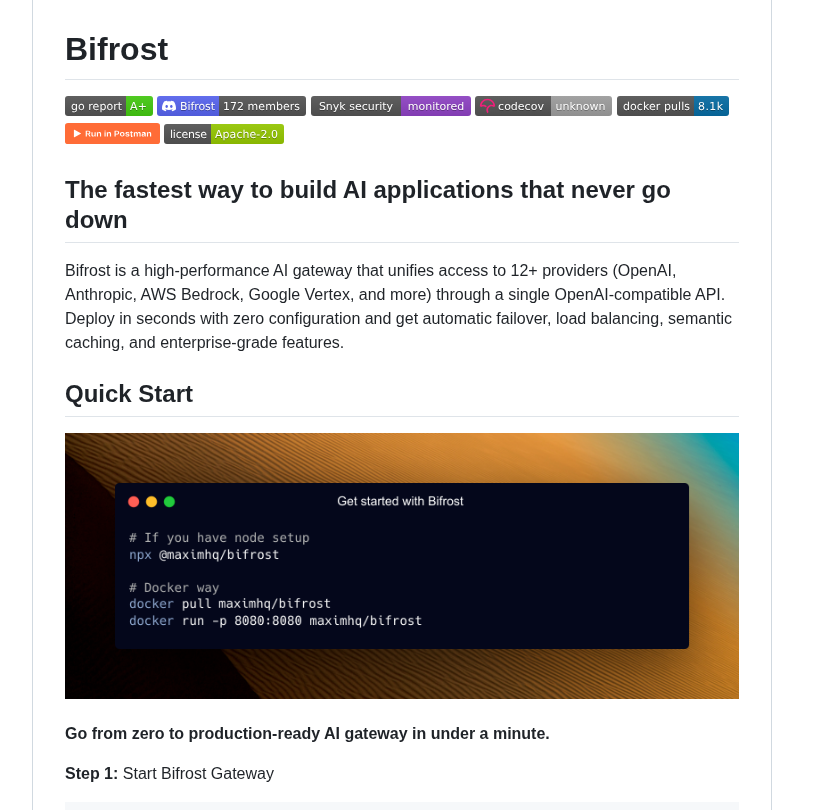 Bifrost
go report A+ Bifrost 172 members Snyk security monitored codecov unknown docker pulls 8.1k
Run in Postman license Apache-2.0
The fastest way to build AI applications that never go
down
Bifrost is a high-performance AI gateway that unifies access to 12+ providers (OpenAI,
Anthropic, AWS Bedrock, Google Vertex, and more) through a single OpenAI-compatible API.
Deploy in seconds with zero configuration and get automatic failover, load balancing, semantic
caching, and enterprise-grade features.
Quick Start
Get started with Bifrost
# If you have node setup
npx @maximhq/bifrost
# Docker way
docker pull maximhq/bifrost
docker run -p 8080:8080 maximhq/bifrost
Go from zero to production-ready AI gateway in under a minute.
Step 1: Start Bifrost Gateway